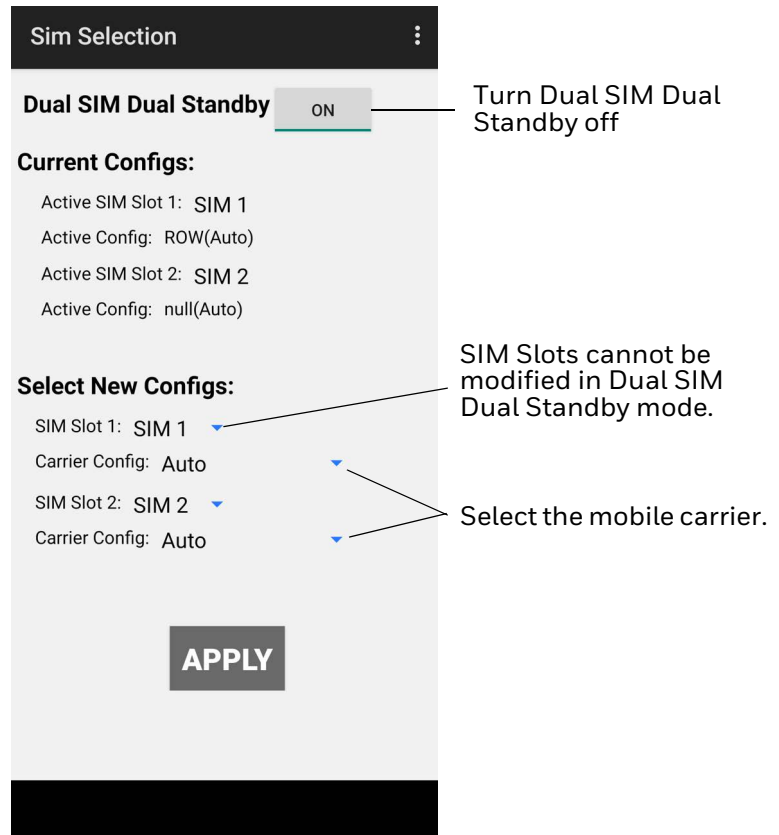 Sim Selection
Dual SIM Dual Standby ON
Turn Dual SIM Dual
Standby off
Current Configs:
Active SIM Slot 1: SIM 1
Active Config: ROW(Auto)
Active SIM Slot 2: SIM 2
Active Config: null(Auto)
SIM Slots cannot be
modified in Dual SIM
Dual Standby mode.
Select New Configs:
SIM Slot 1: SIM 1
Carrier Config: Auto
SIM Slot 2: SIM 2
Carrier Config: Auto
Select the mobile carrier.
APPLY